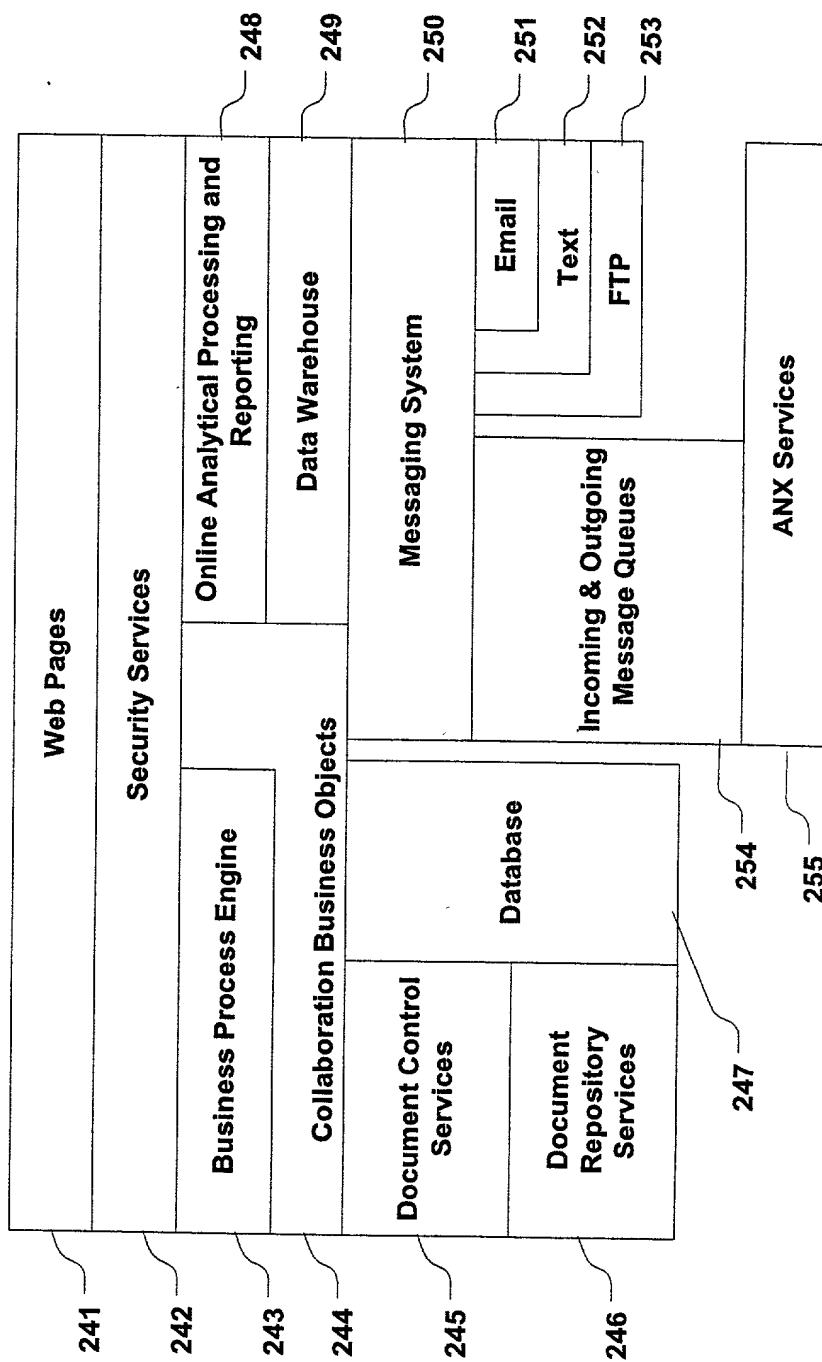 Web Pages
Security Services
Business Process Engine
Online Analytical Processing and
Reporting
Collaboration Business Objects
Data Warehouse
Document Control
Services
Document
Repository
Services
Database
Messaging System
Email
Text
FTP
Incoming & Outgoing
Message Queues
ANX Services
241
242
243
244
245
246
247
248
249
250
251
252
253
254
255